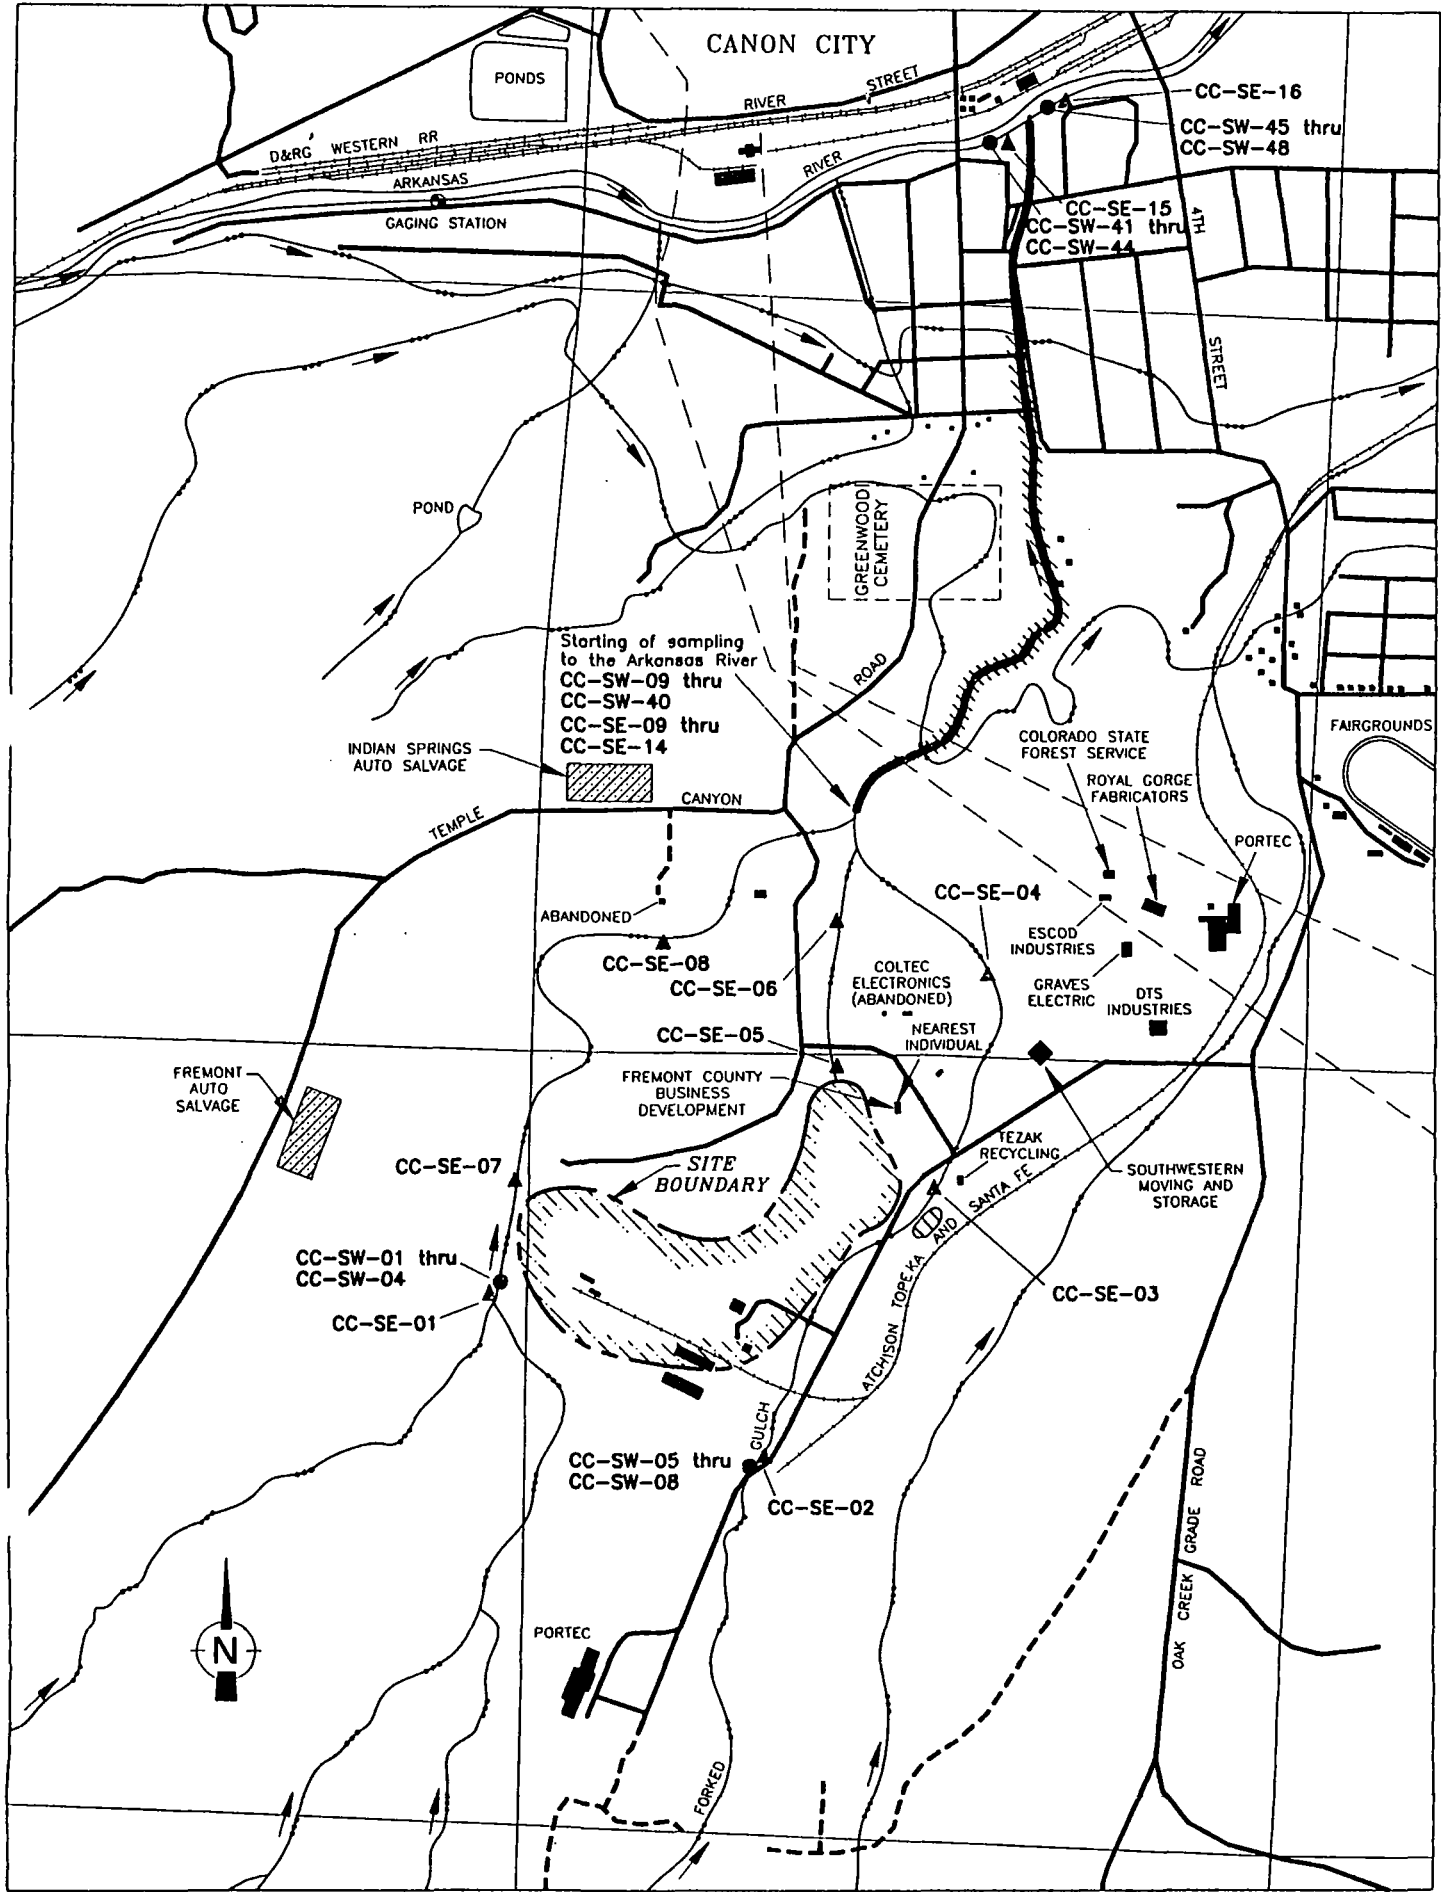 CANON CITY
PONDS
RIVER STREET
D&RG WESTERN RR
ARKANSAS RIVER
GAGING STATION
CC-SE-16
CC-SW-45 thru
CC-SW-48
CC-SE-15
CC-SW-41 thru
CC-SW-44
4TH STREET
POND
GREENWOOD
CEMETERY
Starting of sampling
to the Arkansas River
CC-SW-09 thru
CC-SW-40
CC-SE-09 thru
CC-SE-14
ROAD
INDIAN SPRINGS
AUTO SALVAGE
TEMPLE
CANYON
COLORADO STATE
FOREST SERVICE
ROYAL GORGE
FABRICATORS
FAIRGROUNDS
PORTEC
ABANDONED
CC-SE-04
ESCOD
INDUSTRIES
CC-SE-08
CC-SE-06
COLTEC
ELECTRONICS
(ABANDONED)
GRAVES
ELECTRIC
DTS
INDUSTRIES
CC-SE-05
NEAREST
INDIVIDUAL
FREMONT
AUTO
SALVAGE
FREMONT COUNTY
BUSINESS
DEVELOPMENT
TEZAK
RECYCLING
CC-SE-07
SITE
BOUNDARY
SOUTHWESTERN
MOVING AND
STORAGE
ATCHISON TOPEKA AND SANTA FE
CC-SW-01 thru
CC-SW-04
CC-SE-01
CC-SE-03
GULCH
CC-SW-05 thru
CC-SW-08
CC-SE-02
OAK CREEK GRADE ROAD
N
PORTEC
FORKED